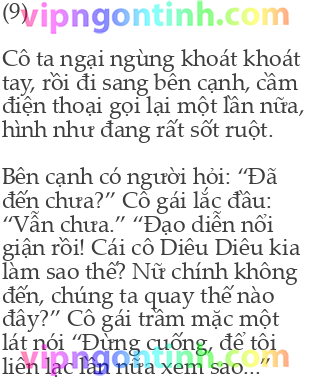 (9)
vipngontinh.com
Cô ta ngại ngùng khoát khoát
tay, rồi đi sang bên cạnh, cầm
điện thoại gọi lại một lần nữa,
hình như đang rất sốt ruột.
Bên cạnh có người hỏi: “Đã
đến chưa?” Cô gái lắc đầu:
“Vẫn chưa.” “Đạo diễn nổi
giận rồi! Cái cô Diêu Diêu kia
làm sao thế? Nữ chính không
đến, chúng ta quay thế nào
đây?” Cô gái trầm mặc một
lát nói “Đừng cuống, để tôi
liên lạc lần nữa xem sao...”
vipngontinh.com